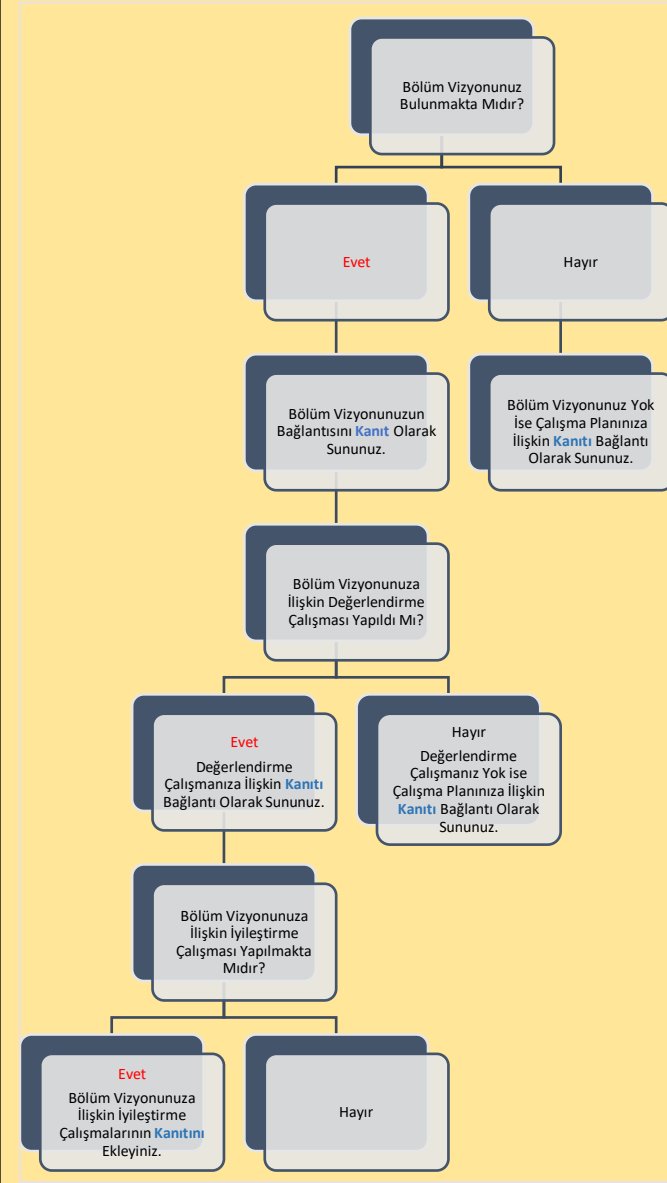 Bölüm Vizyonunuz
Bulunmakta Mıdır?
Evet
Hayır
Bölüm Vizyonunuzun
Bağlantısını Kanıt Olarak
Sununuz.
Bölüm Vizyonunuz Yok
İse Çalışma Planınıza
İlişkin Kanıtı Bağlantı
Olarak Sununuz.
Bölüm Vizyonunuza
İlişkin Değerlendirme
Çalışması Yapıldı Mı?
Evet
Değerlendirme
Çalışmanıza İlişkin Kanıtı
Bağlantı Olarak Sununuz.
Hayır
Değerlendirme
Çalışmanız Yok ise
Çalışma Planınıza İlişkin
Kanıtı Bağlantı Olarak
Sununuz.
Bölüm Vizyonunuza
İlişkin İyileştirme
Çalışması Yapılmakta
Mıdır?
Evet
Bölüm Vizyonunuza
İlişkin İyileştirme
Çalışmalarının Kanıtını
Ekleyiniz.
Hayır